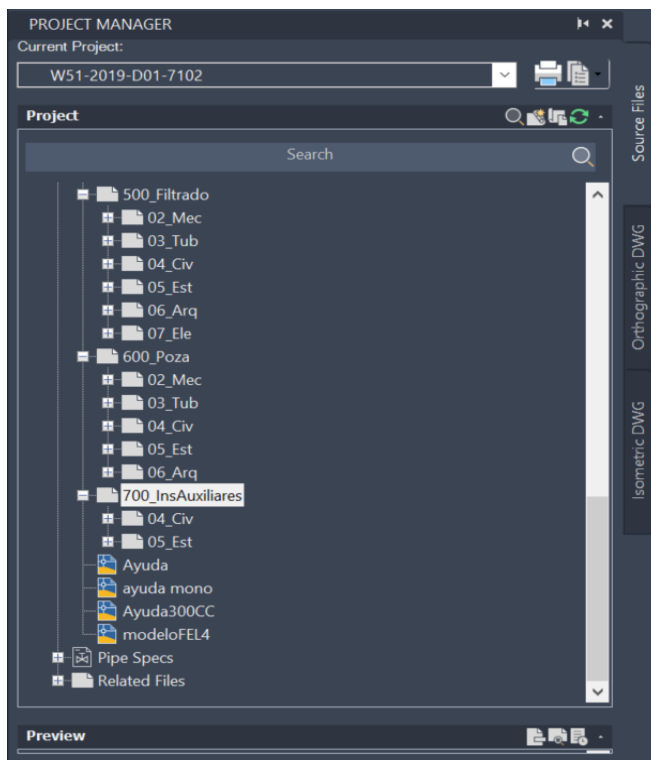 PROJECT MANAGER
Current Project:
W51-2019-D01-7102
Project
Search
500_Filtrado
02_Mec
03_Tub
04_Civ
05_Est
06_Arq
07_Ele
600_Poza
02_Mec
03_Tub
04_Civ
05_Est
06_Arq
700_InsAuxiliares
04_Civ
05_Est
Ayuda
ayuda mono
Ayuda300CC
modeloFEL4
Pipe Specs
Related Files
Preview
Source Files
Orthographic DWG
Isometric DWG